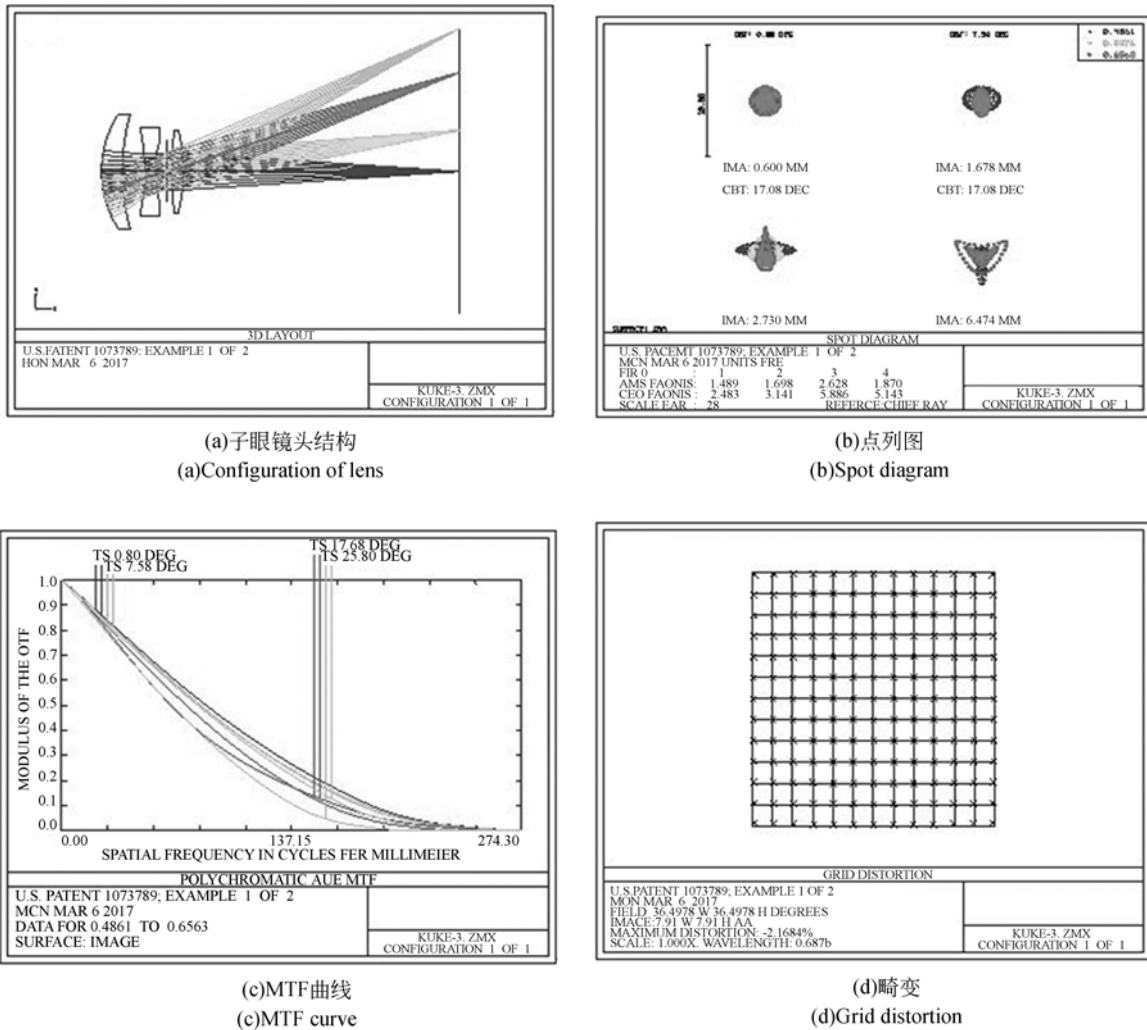 3D LAYOUT
U.S.FATENT 1073789: EXAMPLE 1 OF 2
HON MAR 6 2017
KUKE-3. ZMX
CONFIGURATION 1 OF 1
(a)子眼镜头结构
(a)Configuration of lens
IMA: 0.600 MM
IMA: 1.678 MM
CBT: 17.08 DEC
CBT: 17.08 DEC
IMA: 2.730 MM
IMA: 6.474 MM
SPOT DIAGRAM
U.S. PACEMT 1073789; EXAMPLE 1 OF 2
MCN MAR 6 2017 UNITS FRE
FIR 0 : 1 2 3 4
AMS FAONIS: 1.489 1.698 2.628 1.870
CEO FAONIS: 2.483 3.141 5.886 5.143
SCALE EAR : 28 REFERCE:CHIEF RAY
KUKE-3. ZMX
CONFIGURATION 1 OF 1
(b)点列图
(b)Spot diagram
TS 0.80 DEG
TS 7.58 DEG
TS 17.68 DEG
TS 25.80 DEG
1.0
0.9
0.8
0.7
0.6
0.5
0.4
0.3
0.2
0.1
0.0
MODULUS OF THE OTF
0.00 137.15 274.30
SPATIAL FREQUENCY IN CYCLES FER MILLIMEIER
POLYCHROMATIC AUE MTF
U.S. PATENT 1073789; EXAMPLE 1 OF 2
MCN MAR 6 2017
DATA FOR 0.4861 TO 0.6563
SURFACE: IMAGE
KUKE-3. ZMX
CONFIGURATION 1 OF 1
(c)MTF曲线
(c)MTF curve
GRID DISTORTION
U.S.PATENT 1073789; EXAMPLE 1 OF 2
MON MAR 6 2017
FIELD 36.4978 W 36.4978 H DEGREES
IMACE:7.91 W 7.91 H AA
MAXIMUM DISTORTION: -2.1684%
SCALE: 1.000X. WAVELENGTH: 0.687b
KUKE-3. ZMX
CONFIGURATION 1 OF 1
(d)畸变
(d)Grid distortion